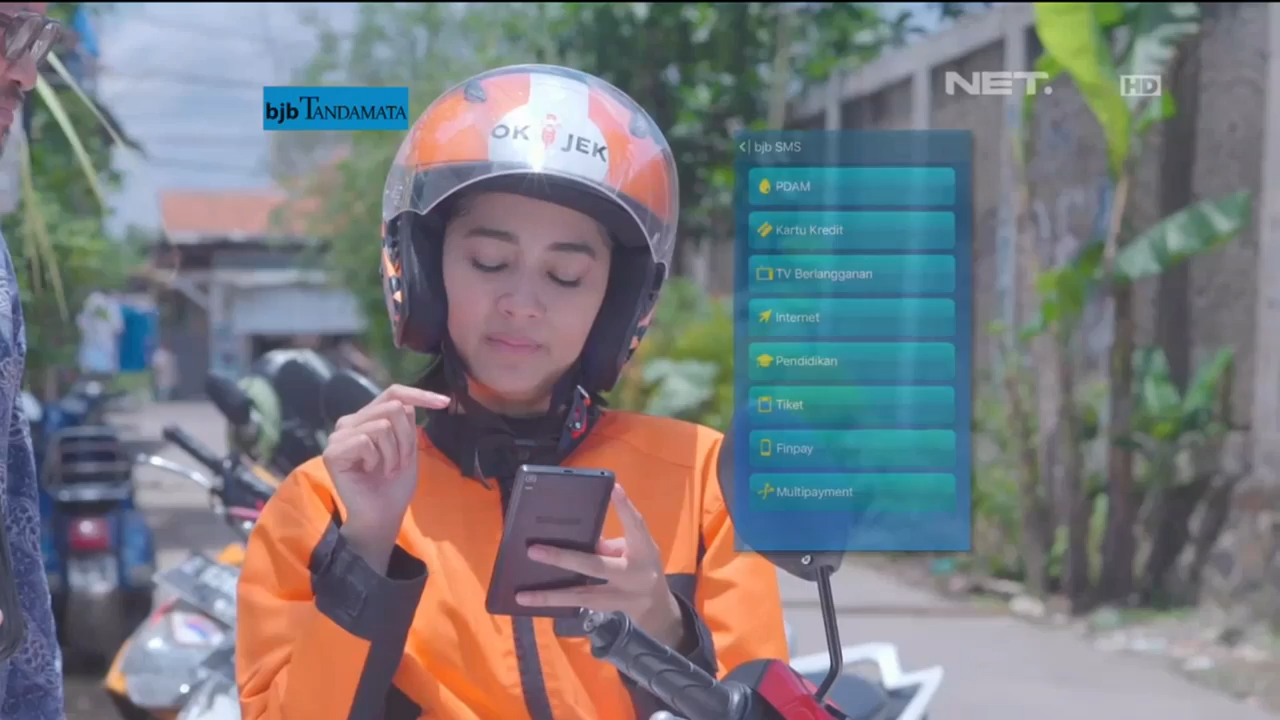 bjb TANDAMATA
NET.
HD
OK JEK
bjb SMS
PDAM
Kartu Kredit
TV Berlangganan
Internet
Pendidikan
Tiket
Finpay
Multipayment